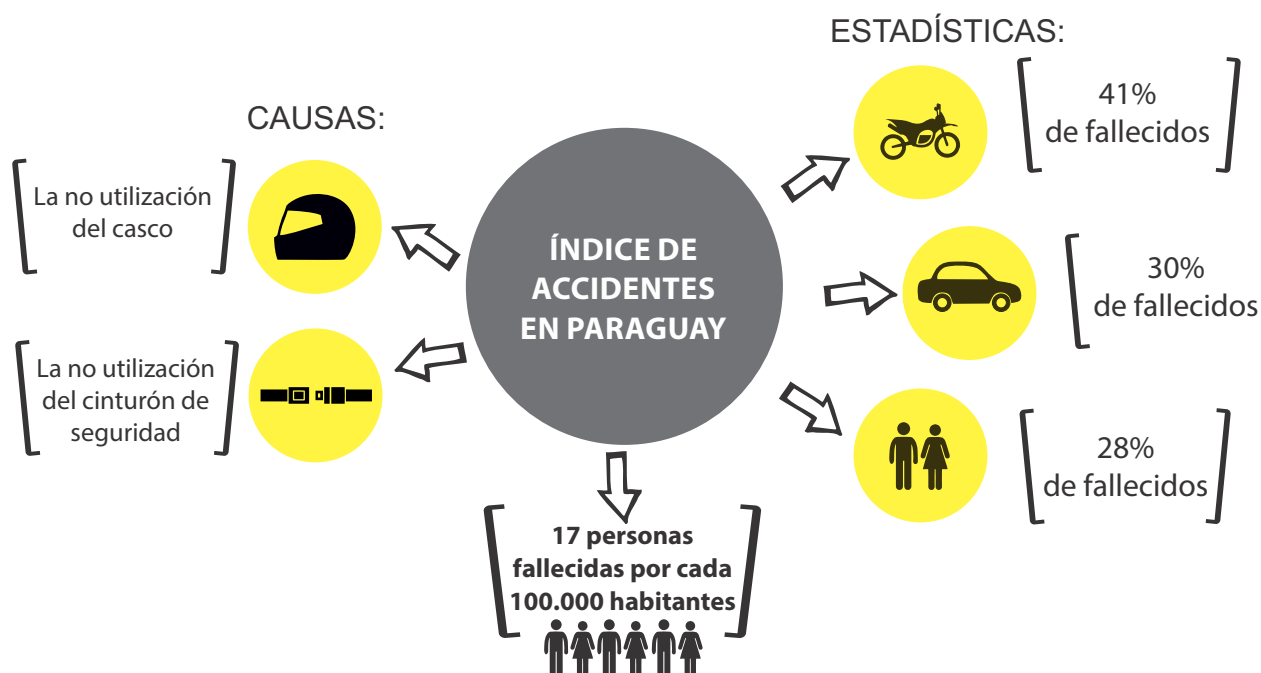 CAUSAS:
La no utilización
del casco
La no utilización
del cinturón de
seguridad
ÍNDICE DE
ACCIDENTES
EN PARAGUAY
17 personas
fallecidas por cada
100.000 habitantes
ESTADÍSTICAS:
41%
de fallecidos
30%
de fallecidos
28%
de fallecidos